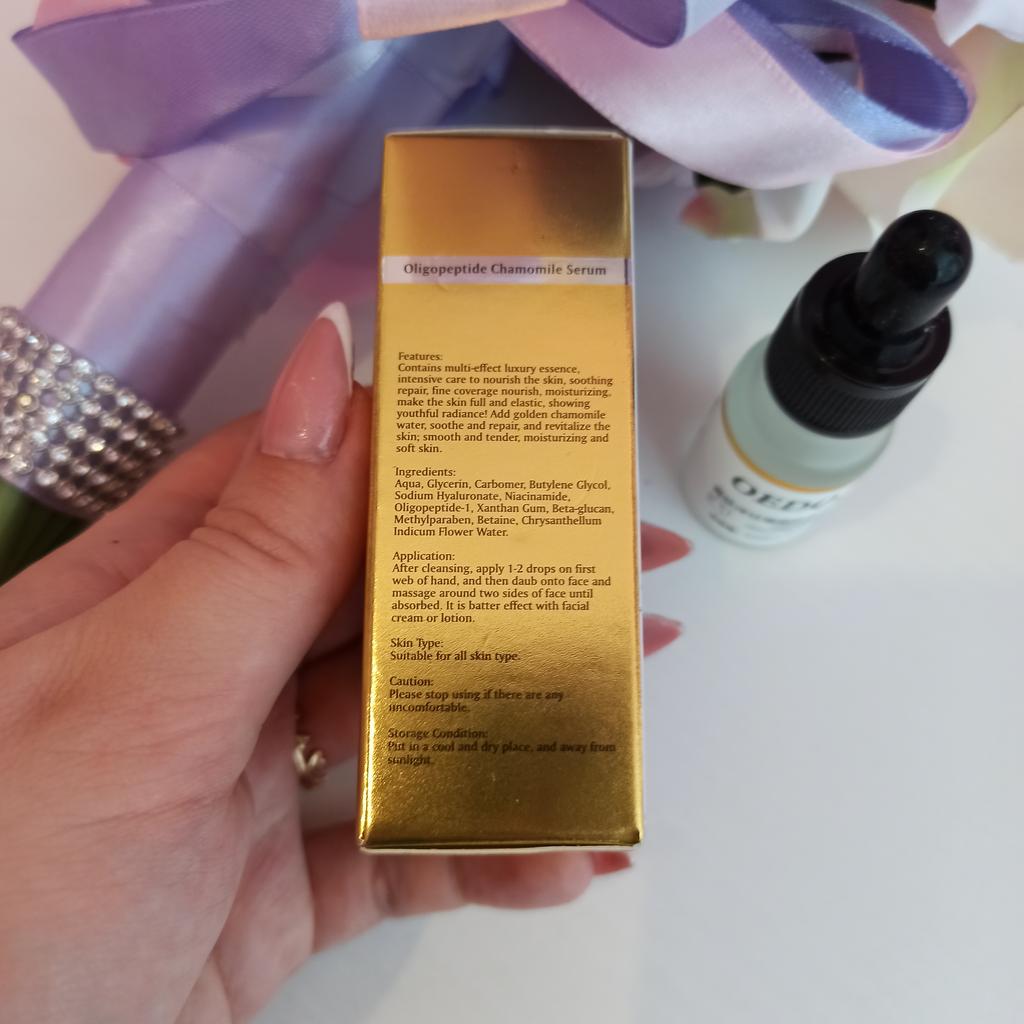 Oligopeptide Chamomile Serum
Features:
Contains multi-effect luxury essence,
intensive care to nourish the skin, soothing
repair, fine coverage nourish, moisturizing,
make the skin full and elastic, showing
youthful radiance! Add golden chamomile
water, soothe and repair, and revitalize the
skin; smooth and tender, moisturizing and
soft skin.
Ingredients:
Aqua, Glycerin, Carbomer, Butylene Glycol,
Sodium Hyaluronate, Niacinamide,
Oligopeptide-1, Xanthan Gum, Beta-glucan,
Methylparaben, Betaine, Chrysanthellum
Indicum Flower Water.
Application:
After cleansing, apply 1-2 drops on first
web of hand, and then daub onto face and
massage around two sides of face until
absorbed. It is batter effect with facial
cream or lotion.
Skin Type:
Suitable for all skin type.
Caution:
Please stop using if there are any
uncomfortable.
Storage Condition:
Put in a cool and dry place, and away from
sunlight.